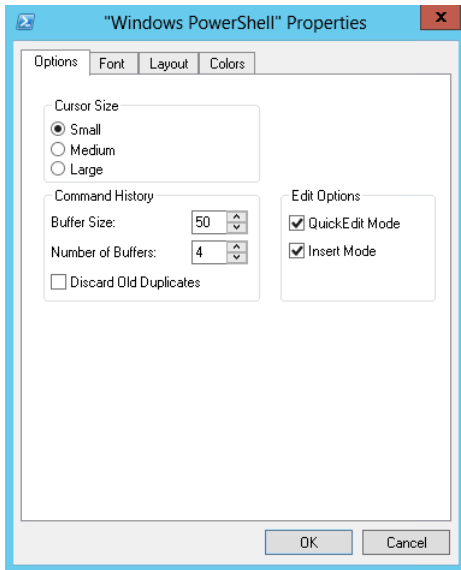 "Windows PowerShell" Properties
x
Options Font Layout Colors
Cursor Size
Small
Medium
Large
Command History
Buffer Size: 50
Number of Buffers: 4
Discard Old Duplicates
Edit Options
QuickEdit Mode
Insert Mode
OK Cancel